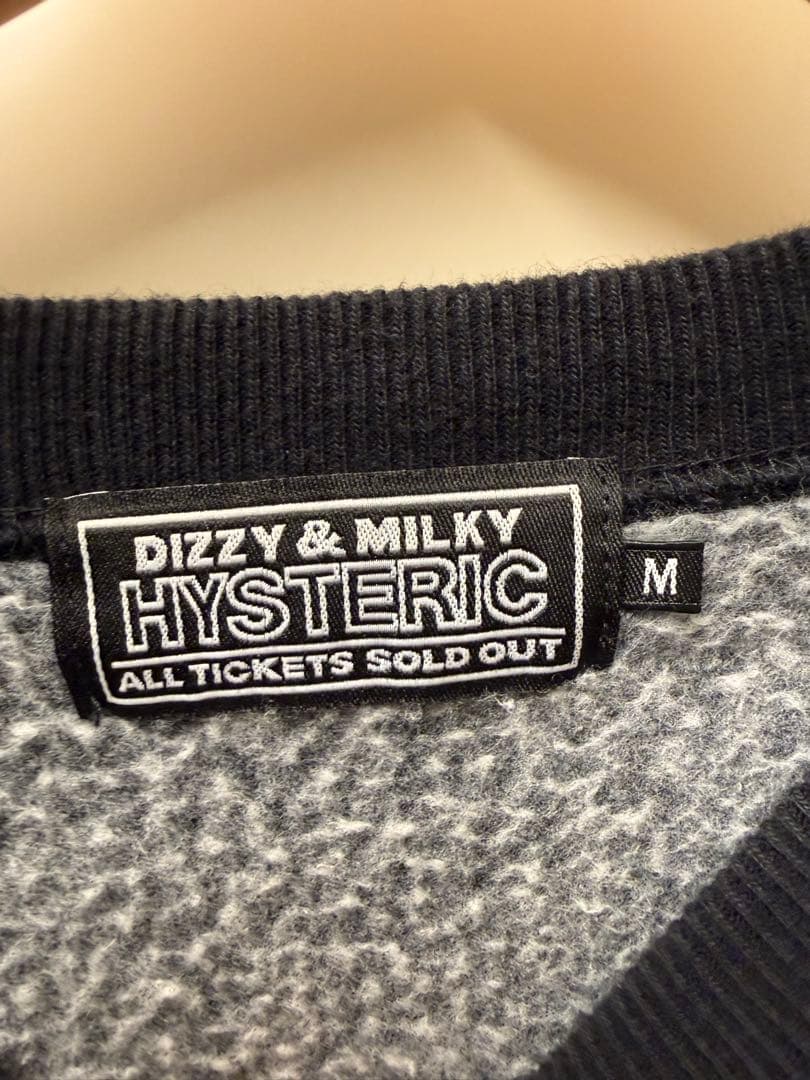 DIZZY & MILKY
HYSTERIC
ALL TICKETS SOLD OUT
M